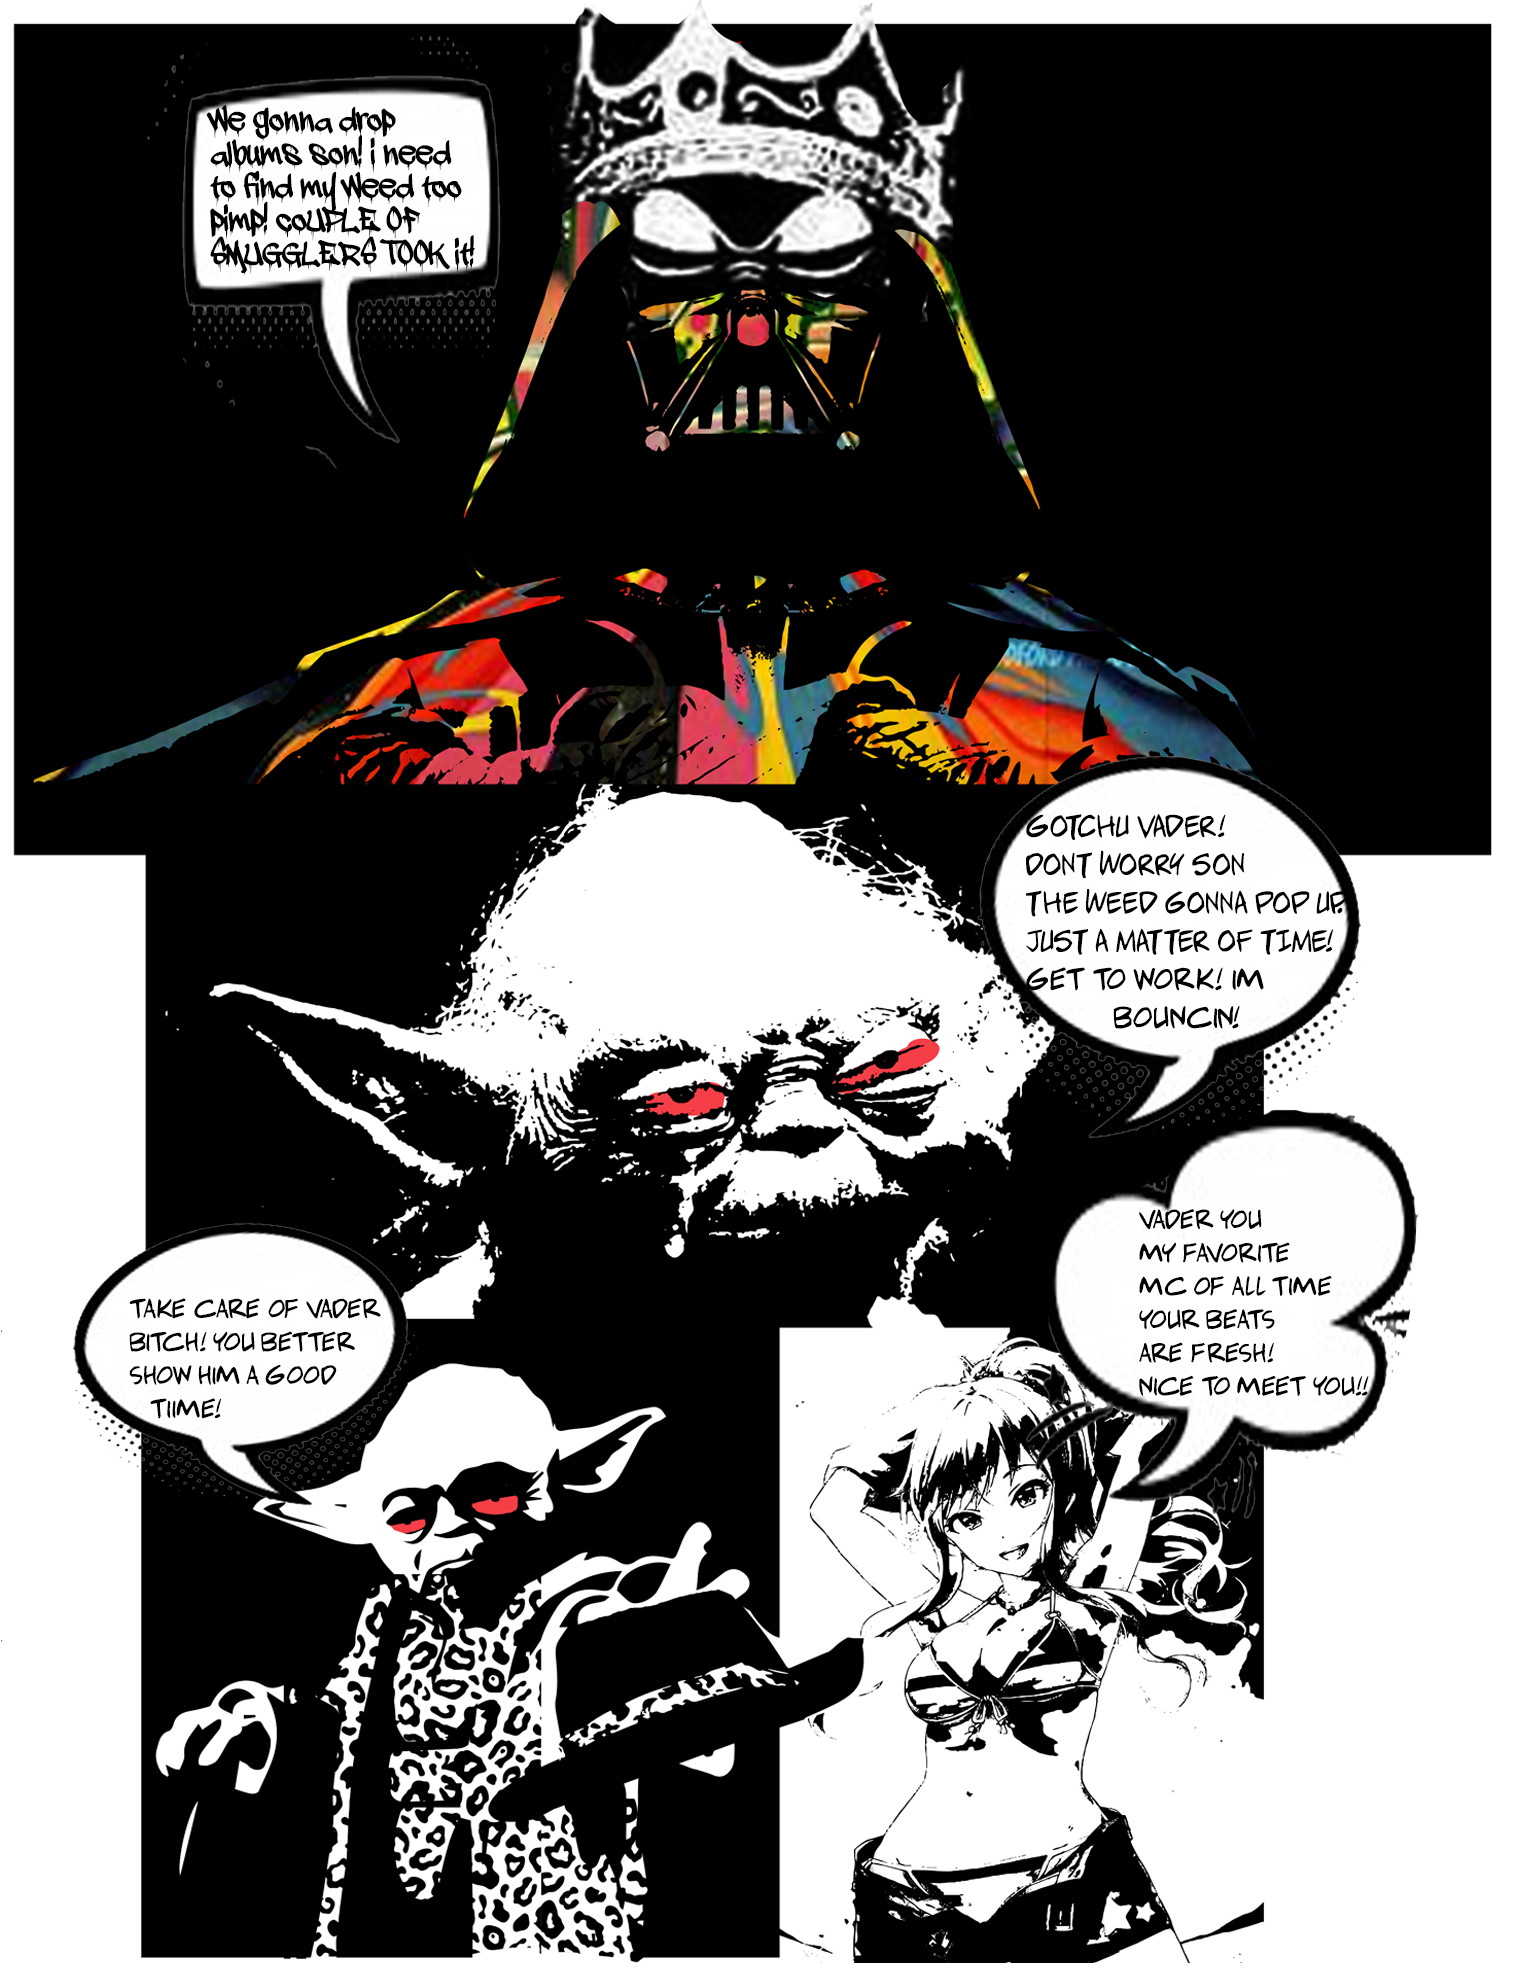 We gonna drop
albums son! i need
to find my weed too
pimp! COUPLE OF
SMUGGLERS TOOK it!
GOTCHU VADER!
DONT WORRY SON
THE WEED GONNA POP UP.
JUST A MATTER OF TIME!
GET TO WORK! IM
BOUNCIN!
VADER YOU
MY FAVORITE
MC OF ALL TIME
YOUR BEATS
ARE FRESH!
NICE TO MEET YOU!!
TAKE CARE OF VADER
BITCH! YOU BETTER
SHOW HIM A GOOD
TIIME!